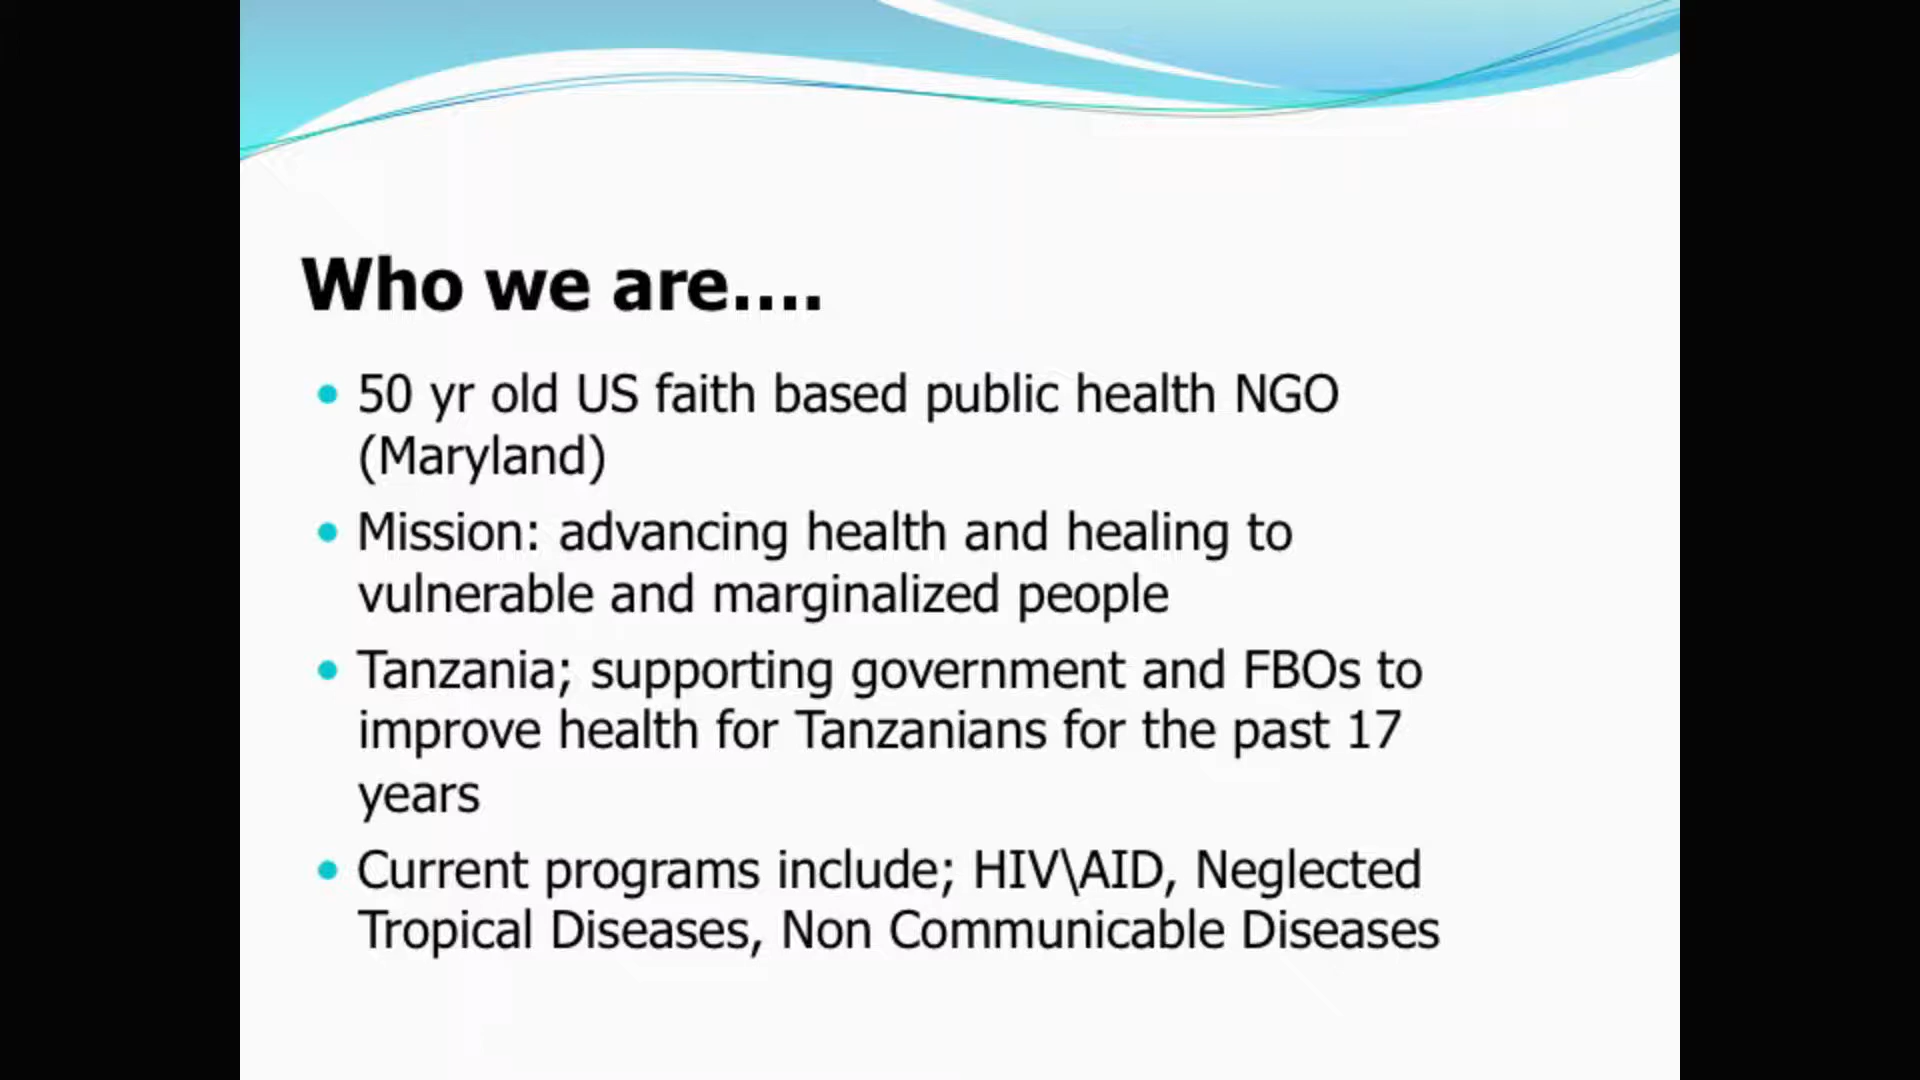 Who we are....
50 yr old US faith based public health NGO
(Maryland)
Mission: advancing health and healing to
vulnerable and marginalized people
Tanzania; supporting government and FBOs to
improve health for Tanzanians for the past 17
years
Current programs include; HIV\AID, Neglected
Tropical Diseases, Non Communicable Diseases